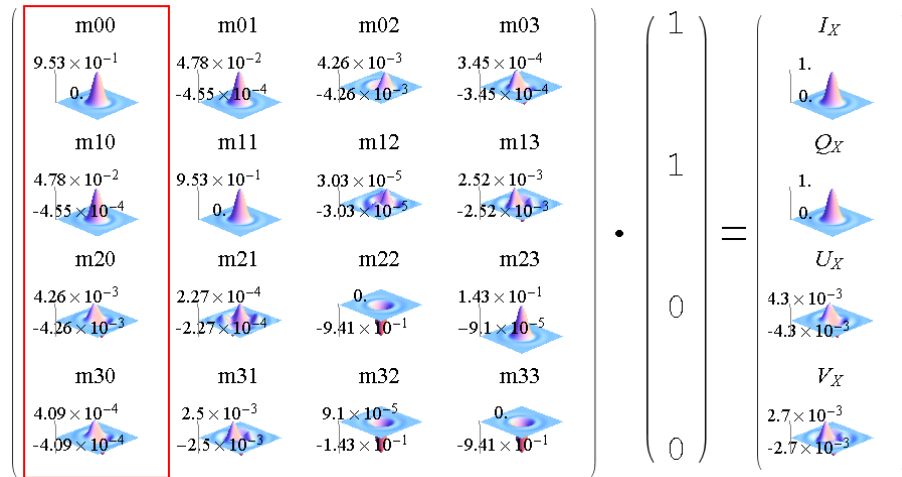 m00 m01 m02 m03 1 I_X
9.53×10⁻¹ 4.78×10⁻² 4.26×10⁻³ 3.45×10⁻⁴ 1.
0. -4.55×10⁻⁴ -4.26×10⁻³ -3.45×10⁻⁴ 0.
m10 m11 m12 m13 1 Q_X
4.78×10⁻² 9.53×10⁻¹ 3.03×10⁻⁵ 2.52×10⁻³ 1.
-4.55×10⁻⁴ 0. -3.03×10⁻⁵ -2.52×10⁻³ 0.
· =
m20 m21 m22 m23 0 U_X
4.26×10⁻³ 2.27×10⁻⁴ 0. 1.43×10⁻¹ 4.3×10⁻³
-4.26×10⁻³ -2.27×10⁻⁴ -9.41×10⁻¹ -9.1×10⁻⁵ -4.3×10⁻³
m30 m31 m32 m33 0 V_X
4.09×10⁻⁴ 2.5×10⁻³ 9.1×10⁻⁵ 0. 2.7×10⁻³
-4.09×10⁻⁴ -2.5×10⁻³ -1.43×10⁻¹ -9.41×10⁻¹ -2.7×10⁻³